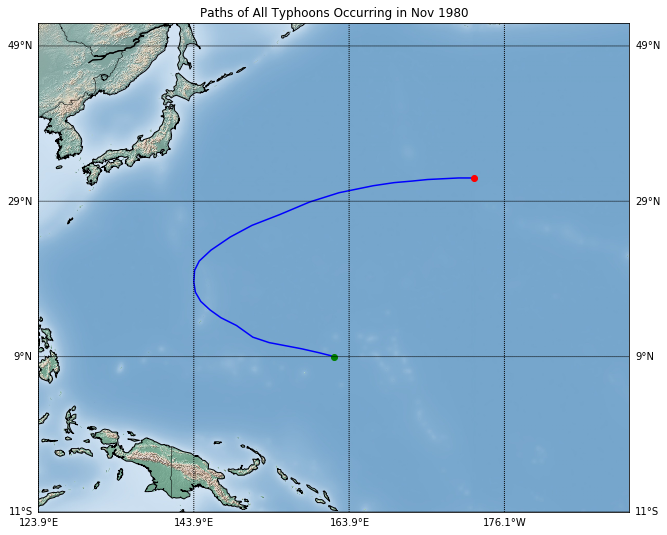 Paths of All Typhoons Occurring in Nov 1980
49°N 49°N
29°N 29°N
9°N 9°N
11°S 11°S
123.9°E 143.9°E 163.9°E 176.1°W